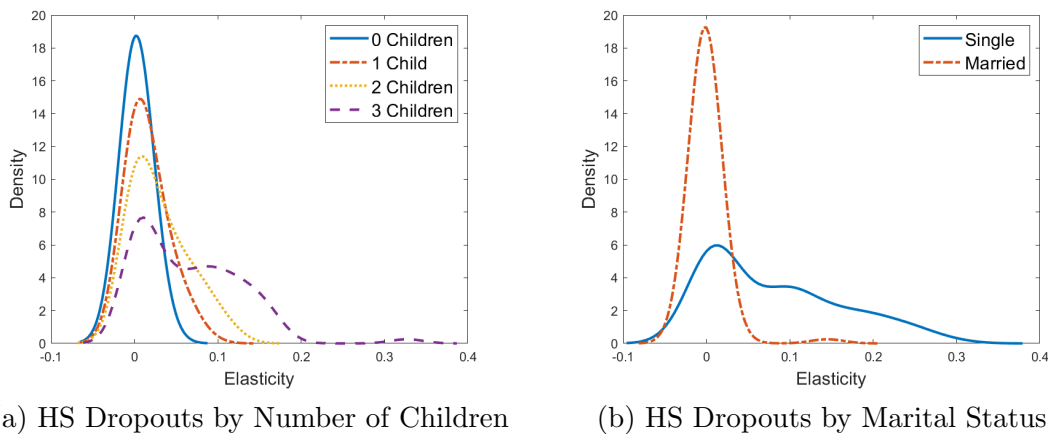 20
18
16
14
12
10
8
6
4
2
0
Density
-0.1
0
0.1
0.2
0.3
0.4
Elasticity
0 Children
1 Child
2 Children
3 Children
a) HS Dropouts by Number of Children
20
18
16
14
12
10
8
6
4
2
0
Density
-0.1
0
0.1
0.2
0.3
0.4
Elasticity
Single
Married
(b) HS Dropouts by Marital Status